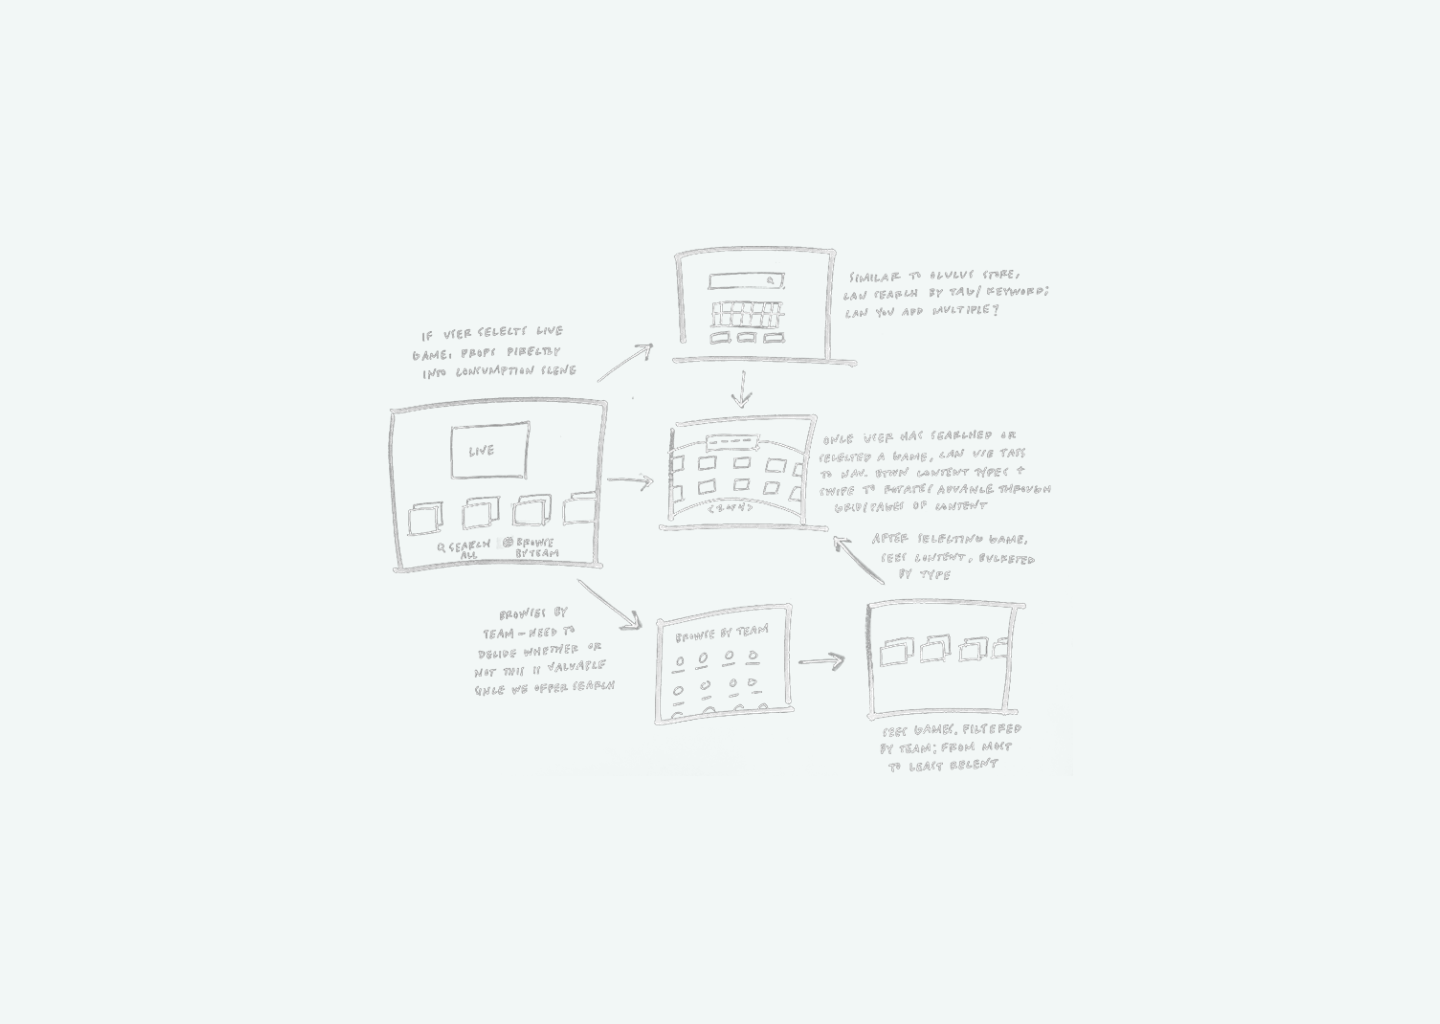 SIMILAR TO OCULUS STORE,
CAN SEARCH BY TAG/KEYWORD;
CAN YOU ADD MULTIPLE?
IF USER SELECTS LIVE
GAME, DROPS DIRECTLY
INTO CONSUMPTION SCENE
LIVE
SEARCH
ALL
BROWSE
BY TEAM
ONCE USER HAS SEARCHED OR
SELECTED A GAME, CAN USE TABS
TO NAV. BTWN CONTENT TYPES +
SWIPE TO ROTATE/ADVANCE THROUGH
GRID/PAGES OF CONTENT
AFTER SELECTING GAME,
SEES CONTENT, BUCKETED
BY TYPE
BROWSES BY
TEAM - NEED TO
DECIDE WHETHER OR
NOT THIS IS VALUABLE
SINCE WE OFFER SEARCH
BROWSE BY TEAM
SEES GAMES, FILTERED
BY TEAM; FROM MOST
TO LEAST RECENT